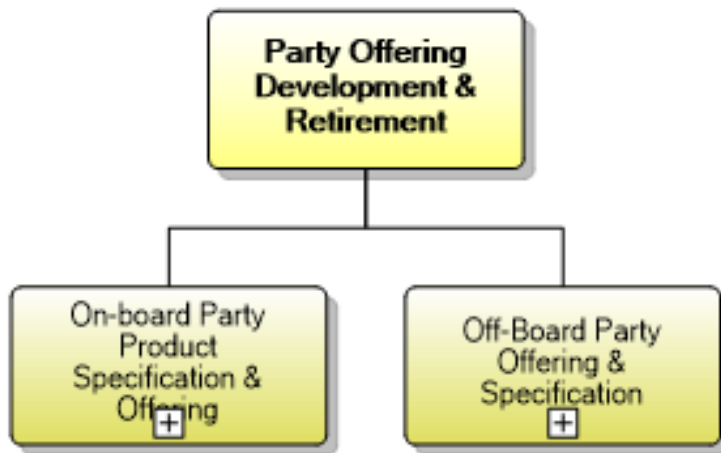 Party Offering
Development &
Retirement
On-board Party
Product
Specification &
Offering
Off-Board Party
Offering &
Specification